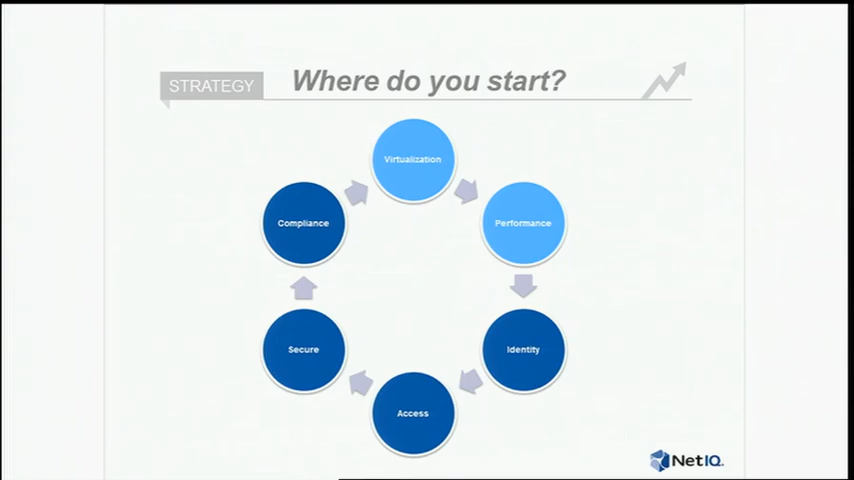 STRATEGY
Where do you start?
Virtualization
Compliance
Performance
Secure
Identity
Access
NetIQ.